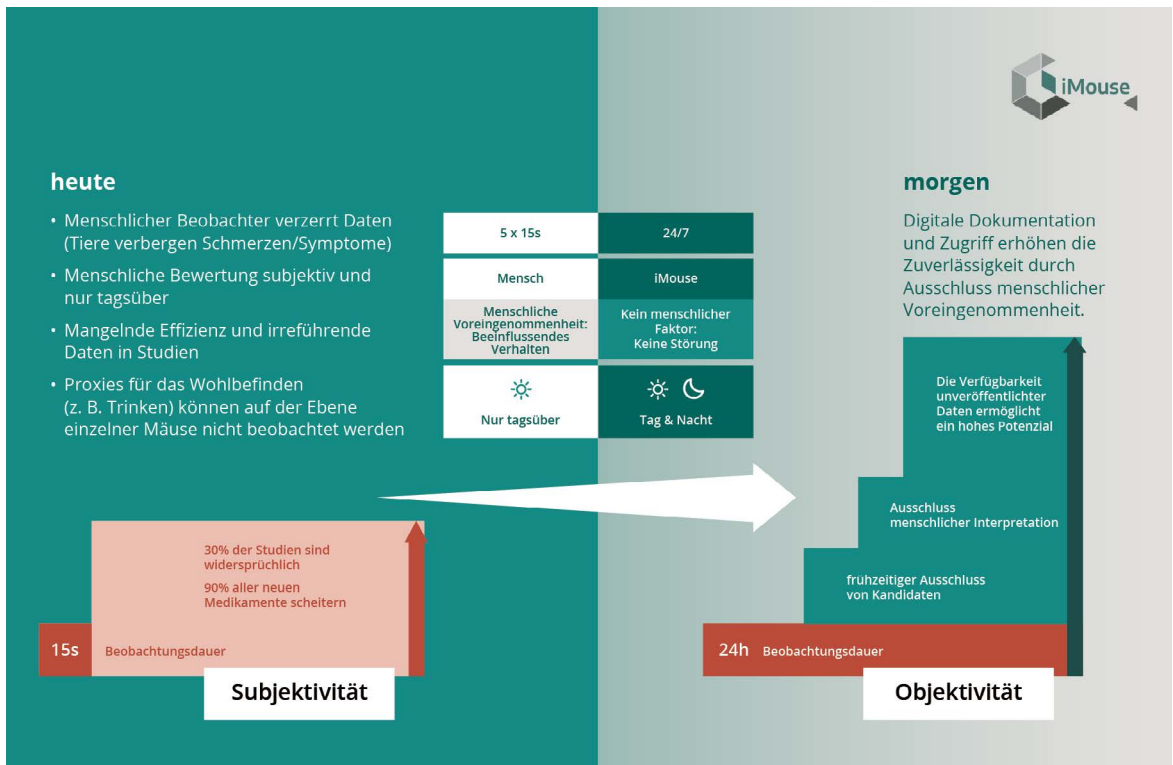 iMouse
heute
• Menschlicher Beobachter verzerrt Daten
(Tiere verbergen Schmerzen/Symptome)
• Menschliche Bewertung subjektiv und
nur tagsüber
• Mangelnde Effizienz und irreführende
Daten in Studien
• Proxies für das Wohlbefinden
(z. B. Trinken) können auf der Ebene
einzelner Mäuse nicht beobachtet werden
5 x 15s
24/7
Mensch
iMouse
Menschliche
Voreingenommenheit:
Beeinflussendes
Verhalten
Kein menschlicher
Faktor:
Keine Störung
Nur tagsüber
Tag & Nacht
morgen
Digitale Dokumentation
und Zugriff erhöhen die
Zuverlässigkeit durch
Ausschluss menschlicher
Voreingenommenheit.
30% der Studien sind
widersprüchlich
90% aller neuen
Medikamente scheitern
15s
Beobachtungsdauer
Subjektivität
Die Verfügbarkeit
unveröffentlichter
Daten ermöglicht
ein hohes Potenzial
Ausschluss
menschlicher Interpretation
frühzeitiger Ausschluss
von Kandidaten
24h Beobachtungsdauer
Objektivität